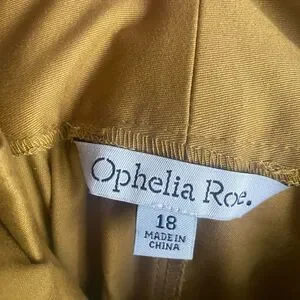 Ophelia Roe.
18
MADE IN
CHINA